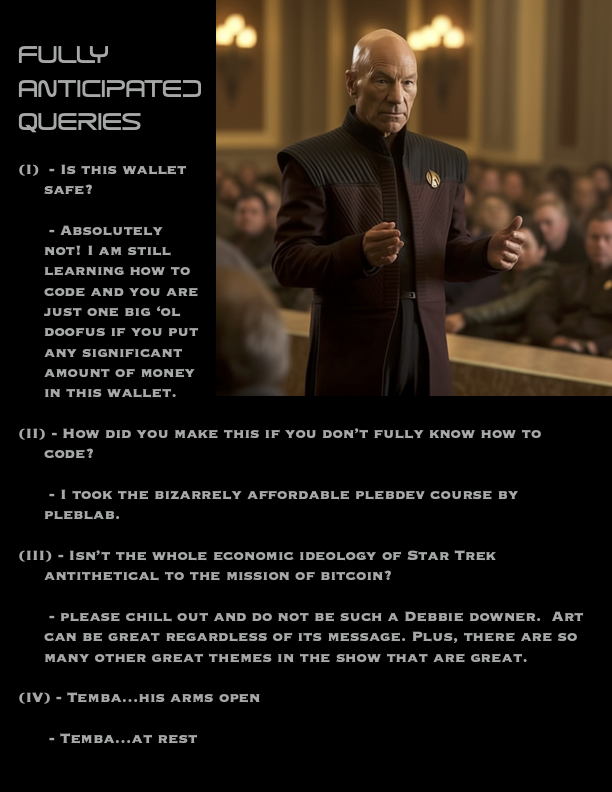 FULLY
ANTICIPATED
QUERIES
(I) - Is this wallet
safe?
- Absolutely
not! I am still
learning how to
code and you are
just one big ‘ol
doofus if you put
any significant
amount of money
in this wallet.
(II) - How did you make this if you don’t fully know how to
code?
- I took the bizarrely affordable plebdev course by
pleblab.
(III) - Isn’t the whole economic ideology of Star Trek
antithetical to the mission of bitcoin?
- please chill out and do not be such a Debbie downer. Art
can be great regardless of its message. Plus, there are so
many other great themes in the show that are great.
(IV) - Temba...his arms open
- Temba...at rest